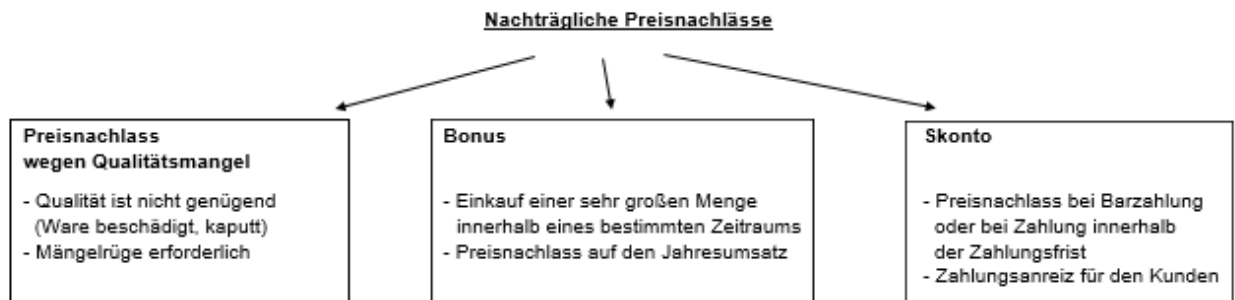 Nachträgliche Preisnachlässe
Preisnachlass
wegen Qualitätsmangel
- Qualität ist nicht genügend
(Ware beschädigt, kaputt)
- Mängelrüge erforderlich
Bonus
- Einkauf einer sehr großen Menge
innerhalb eines bestimmten Zeitraums
- Preisnachlass auf den Jahresumsatz
Skonto
- Preisnachlass bei Barzahlung
oder bei Zahlung innerhalb
der Zahlungsfrist
- Zahlungsanreiz für den Kunden